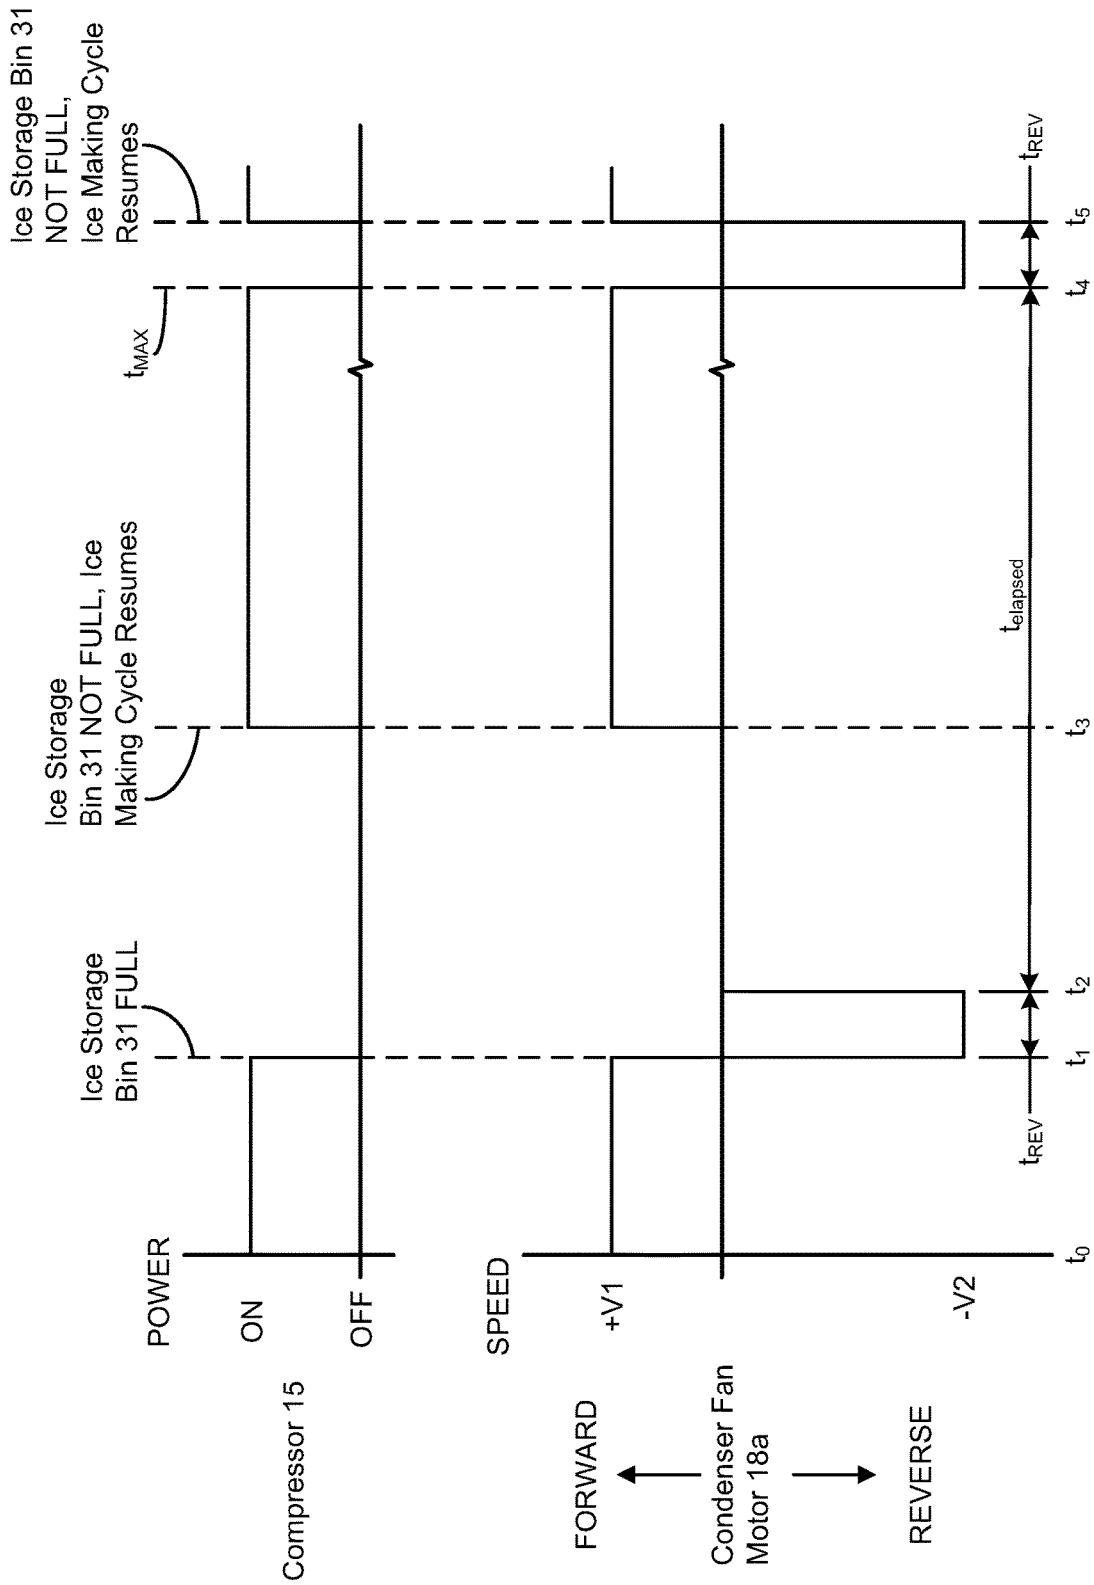 Ice Storage
Bin 31 FULL
Ice Storage
Bin 31 NOT FULL, Ice
Making Cycle Resumes
tMAX
Ice Storage Bin 31
NOT FULL,
Ice Making Cycle
Resumes
POWER
ON
Compressor 15
OFF
SPEED
FORWARD
+V1
Condenser Fan
Motor 18a
REVERSE
-V2
tREV
telapsed
tREV
t0
t1
t2
t3
t4
t5